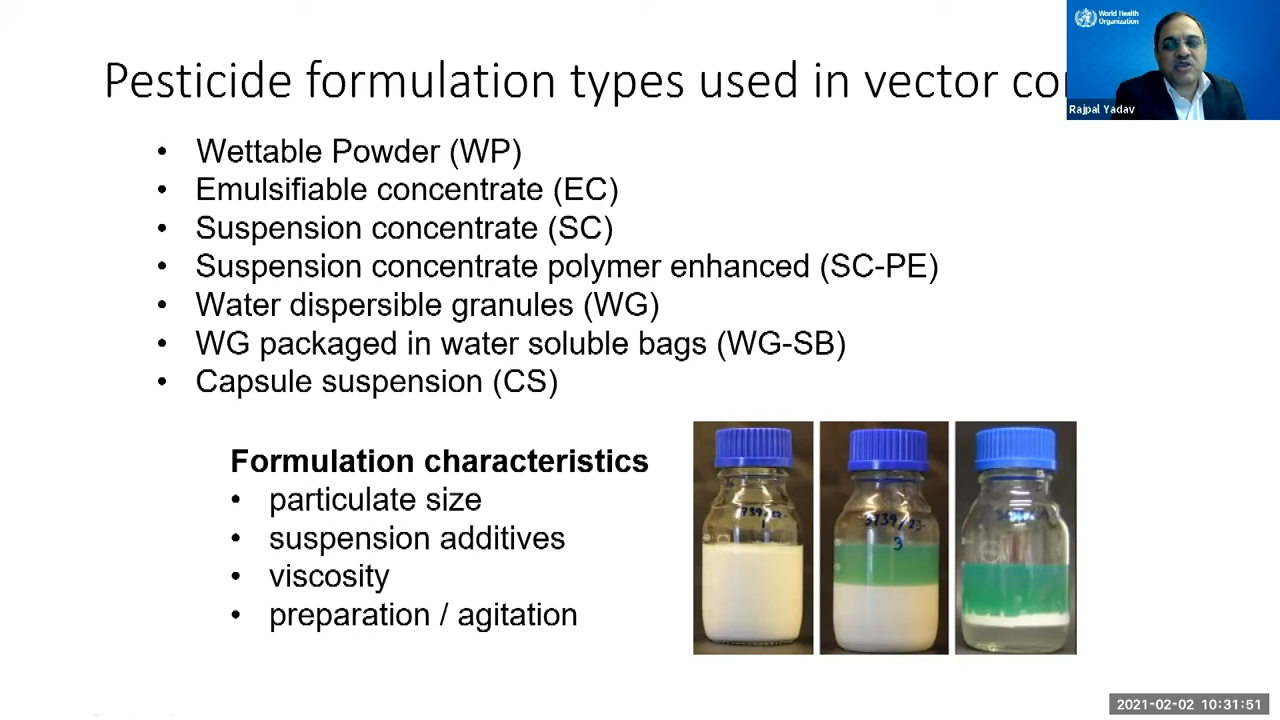 Pesticide formulation types used in vector co
World Health
Organization
Rajpal Yadav
• Wettable Powder (WP)
• Emulsifiable concentrate (EC)
• Suspension concentrate (SC)
• Suspension concentrate polymer enhanced (SC-PE)
• Water dispersible granules (WG)
• WG packaged in water soluble bags (WG-SB)
• Capsule suspension (CS)
Formulation characteristics
• particulate size
• suspension additives
• viscosity
• preparation / agitation
3
2021-02-02 10:31:51